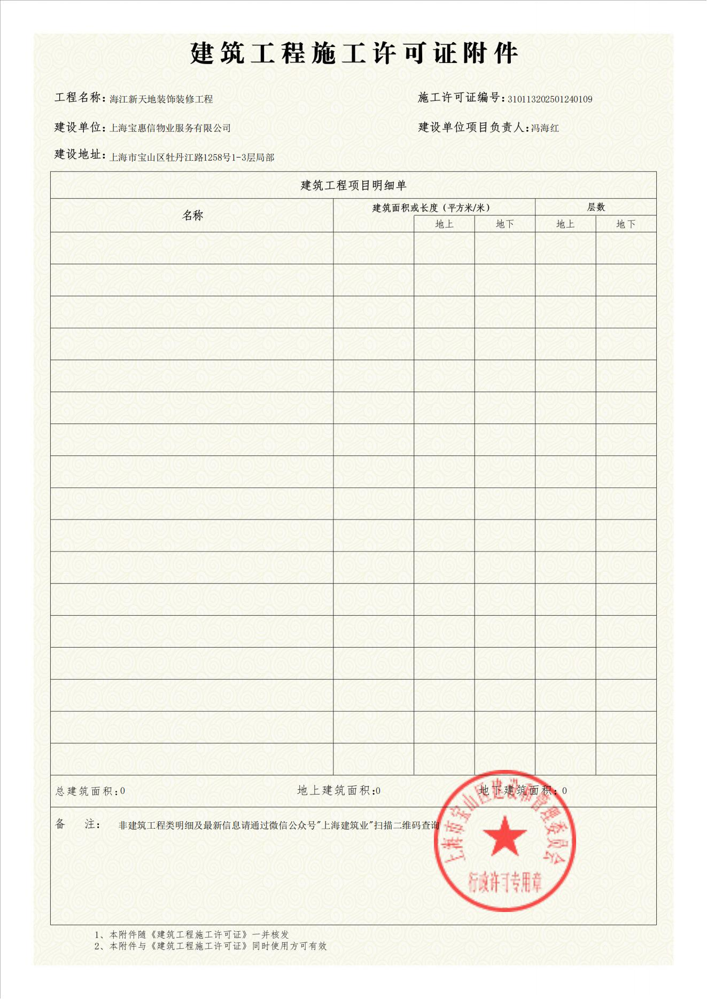 建筑工程施工许可证附件
工程名称: 海江新天地装饰装修工程
施工许可证编号: 310113202501240109
建设单位: 上海宝惠信物业服务有限公司
建设单位项目负责人: 冯海红
建设地址: 上海市宝山区牡丹江路1258号1-3层局部
建筑工程项目明细单
名称
建筑面积或长度（平方米/米）
层数
地上
地下
地上
地下
总建筑面积:0
地上建筑面积:0
地下建筑面积: 0
备 注: 非建筑工程类明细及最新信息请通过微信公众号"上海建筑业"扫描二维码查询
上海市宝山区建设和管理委员会
行政许可专用章
1、本附件随《建筑工程施工许可证》一并核发
2、本附件与《建筑工程施工许可证》同时使用方可有效